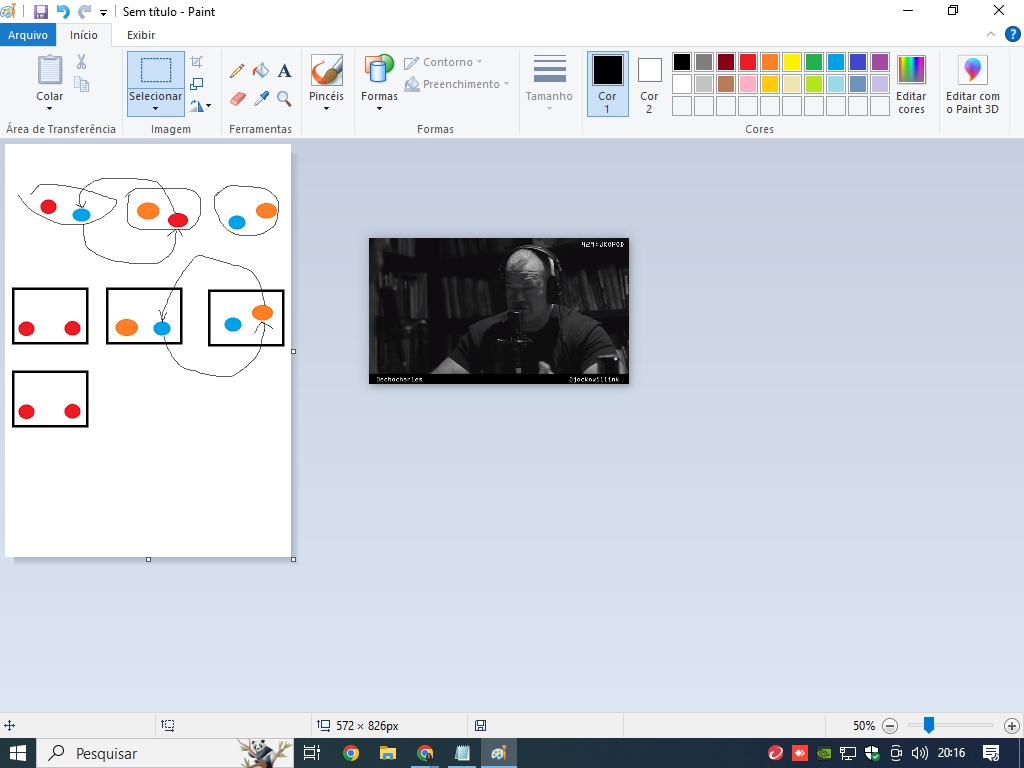 Sem título - Paint
Arquivo
Início
Exibir
Colar
Selecionar
Pincéis
Formas
Contorno
Preenchimento
Tamanho
Cor
1
Cor
2
Editar
cores
Editar com
o Paint 3D
Área de Transferência
Imagem
Ferramentas
Formas
Cores
424:JKOPOD
@echocharles
@jockowillink
572 × 826px
50%
Pesquisar
20:16